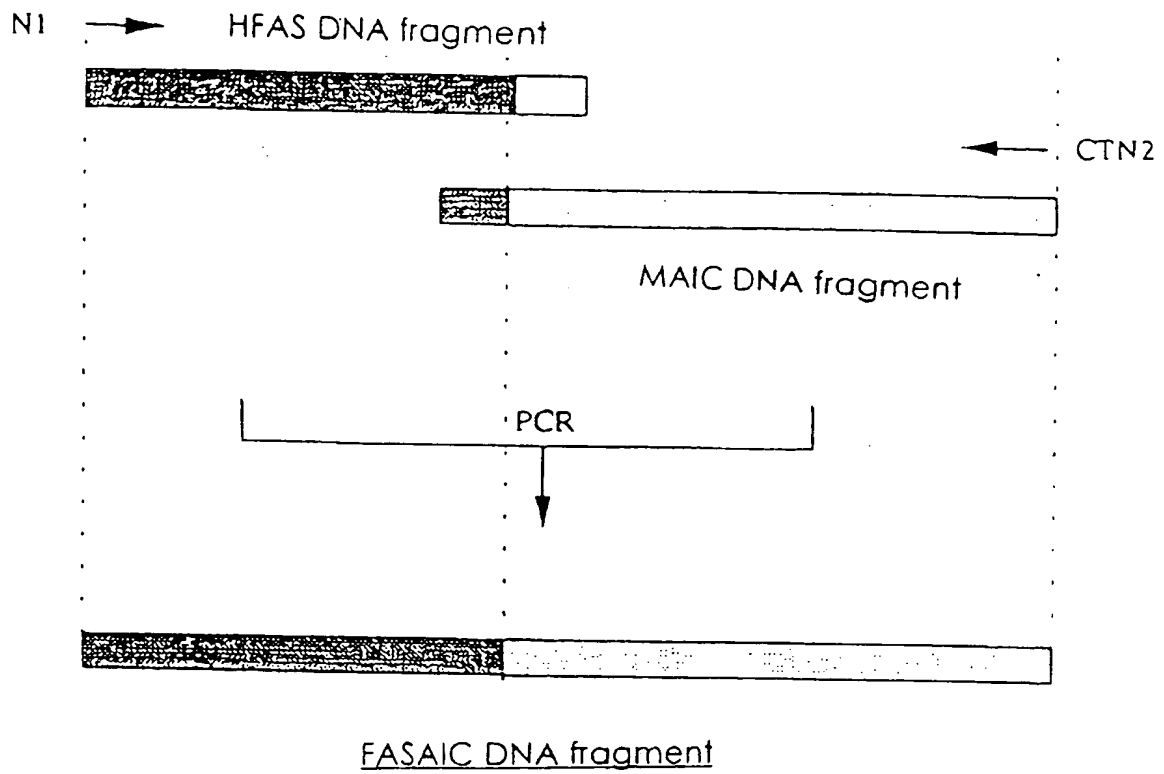 N1
HFAS DNA fragment
CTN2
MAIC DNA fragment
PCR
FASAIC DNA fragment